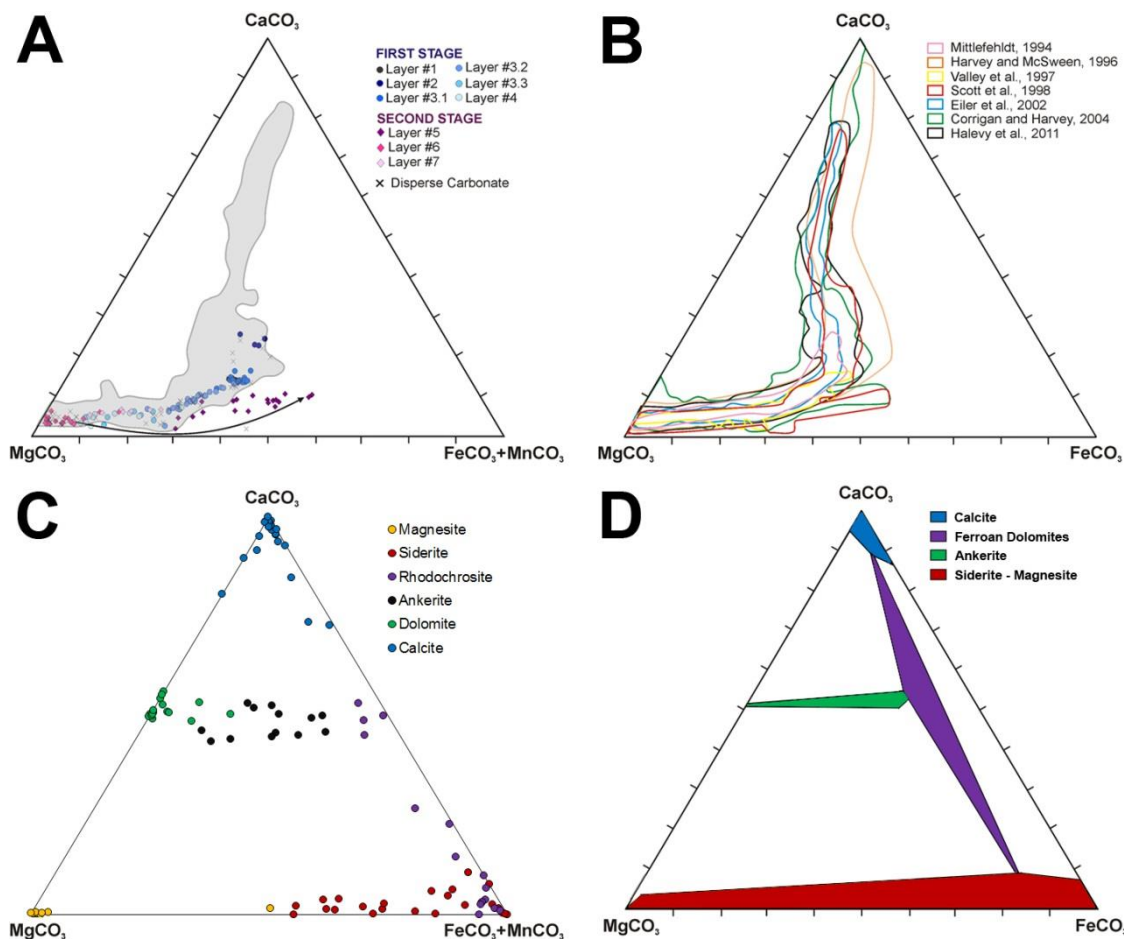 A
CaCO₃
FIRST STAGE
Layer #1
Layer #3.2
Layer #2
Layer #3.3
Layer #3.1
Layer #4
SECOND STAGE
Layer #5
Layer #6
Layer #7
Disperse Carbonate
MgCO₃
FeCO₃+MnCO₃
B
CaCO₃
Mittlefehldt, 1994
Harvey and McSween, 1996
Valley et al., 1997
Scott et al., 1998
Eiler et al., 2002
Corrigan and Harvey, 2004
Halevy et al., 2011
MgCO₃
FeCO₃
C
CaCO₃
Magnesite
Siderite
Rhodochrosite
Ankerite
Dolomite
Calcite
MgCO₃
FeCO₃+MnCO₃
D
CaCO₃
Calcite
Ferroan Dolomites
Ankerite
Siderite - Magnesite
MgCO₃
FeCO₃